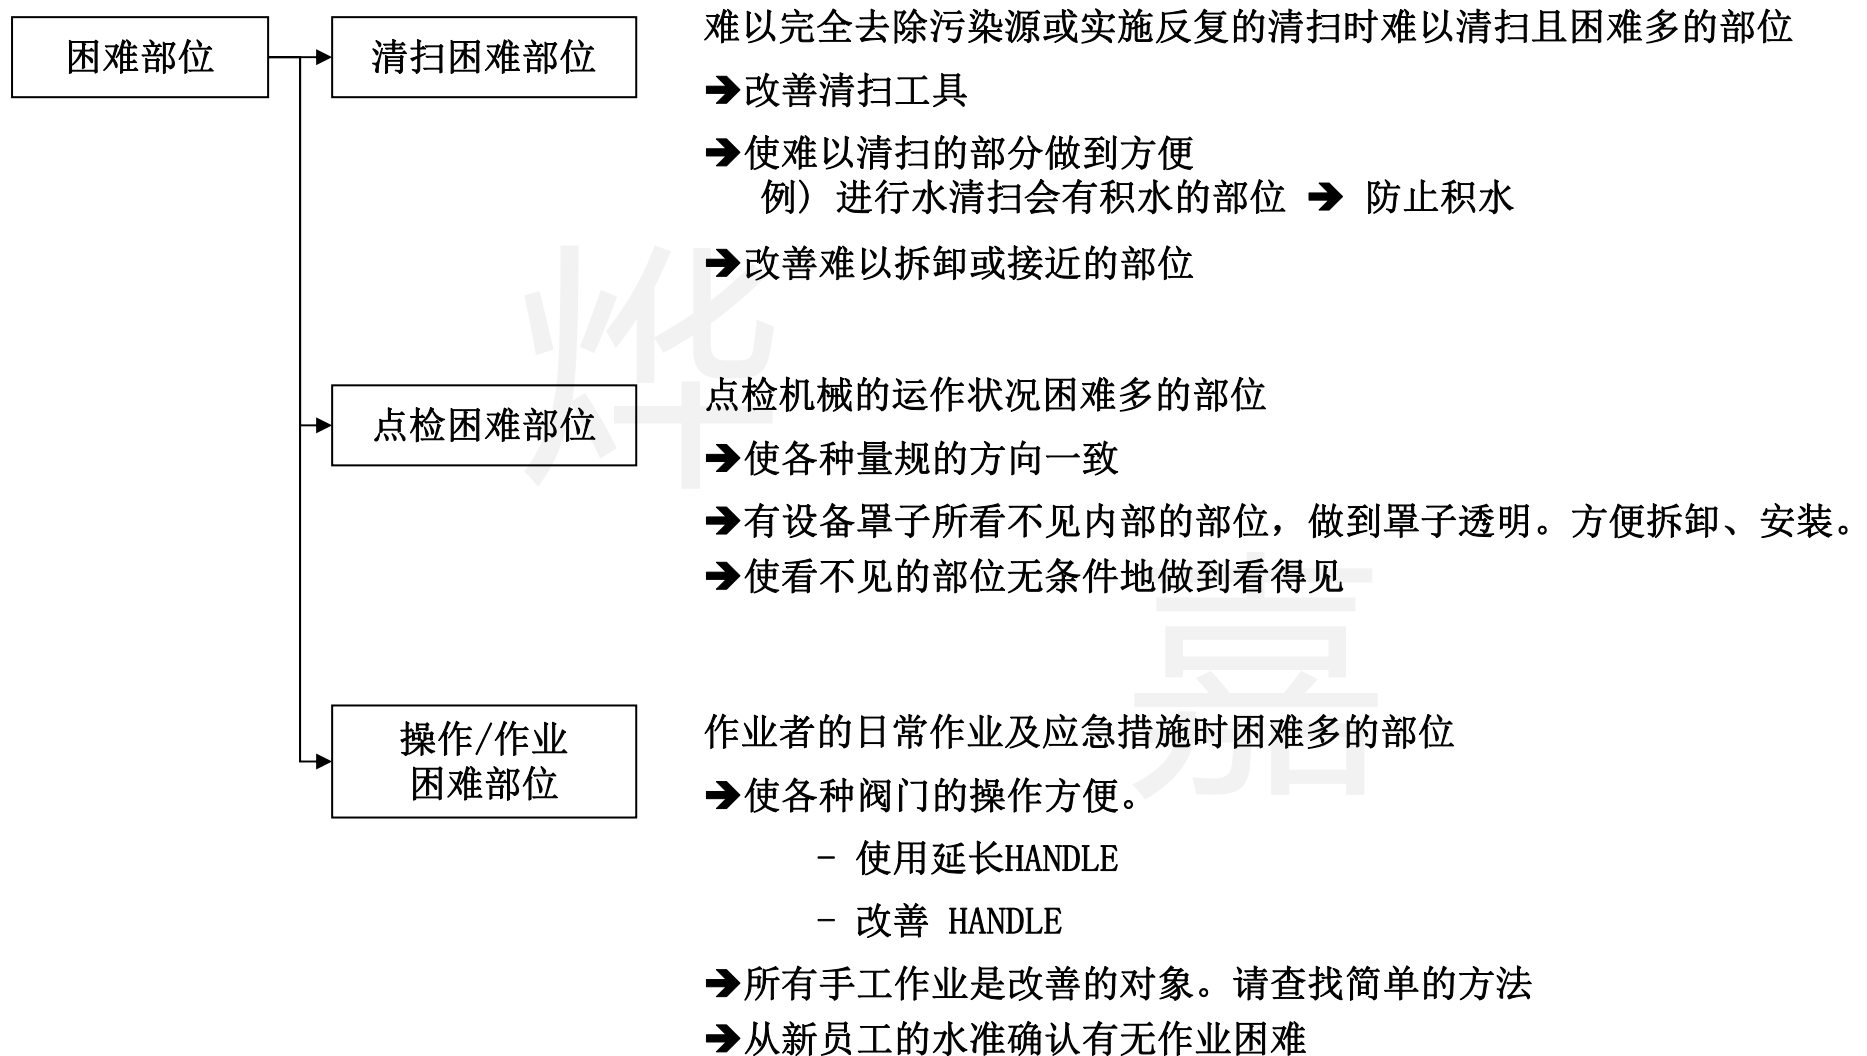 困难部位
清扫困难部位
难以完全去除污染源或实施反复的清扫时难以清扫且困难多的部位
➔改善清扫工具
➔使难以清扫的部分做到方便
例) 进行水清扫会有积水的部位 ➔ 防止积水
➔改善难以拆卸或接近的部位
点检困难部位
点检机械的运作状况困难多的部位
➔使各种量规的方向一致
➔有设备罩子所看不见内部的部位，做到罩子透明。方便拆卸、安装。
➔使看不见的部位无条件地做到看得见
操作/作业
困难部位
作业者的日常作业及应急措施时困难多的部位
➔使各种阀门的操作方便。
- 使用延长HANDLE
- 改善 HANDLE
➔所有手工作业是改善的对象。请查找简单的方法
➔从新员工的水准确认有无作业困难
烨
嘉